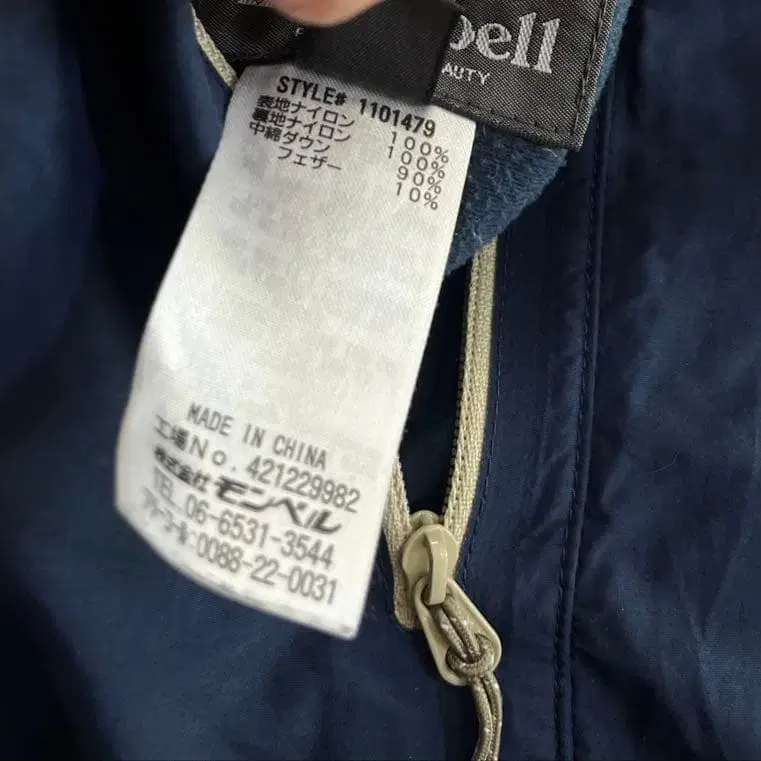 bell
AUTY
STYLE# 1101479
表地ナイロン 100%
裏地ナイロン 100%
中綿ダウン 90%
フェザー 10%
MADE IN CHINA
工場No. 421229982
株式会社 モンベル
TEL 06-6531-3544
フリーコール 0088-22-0031